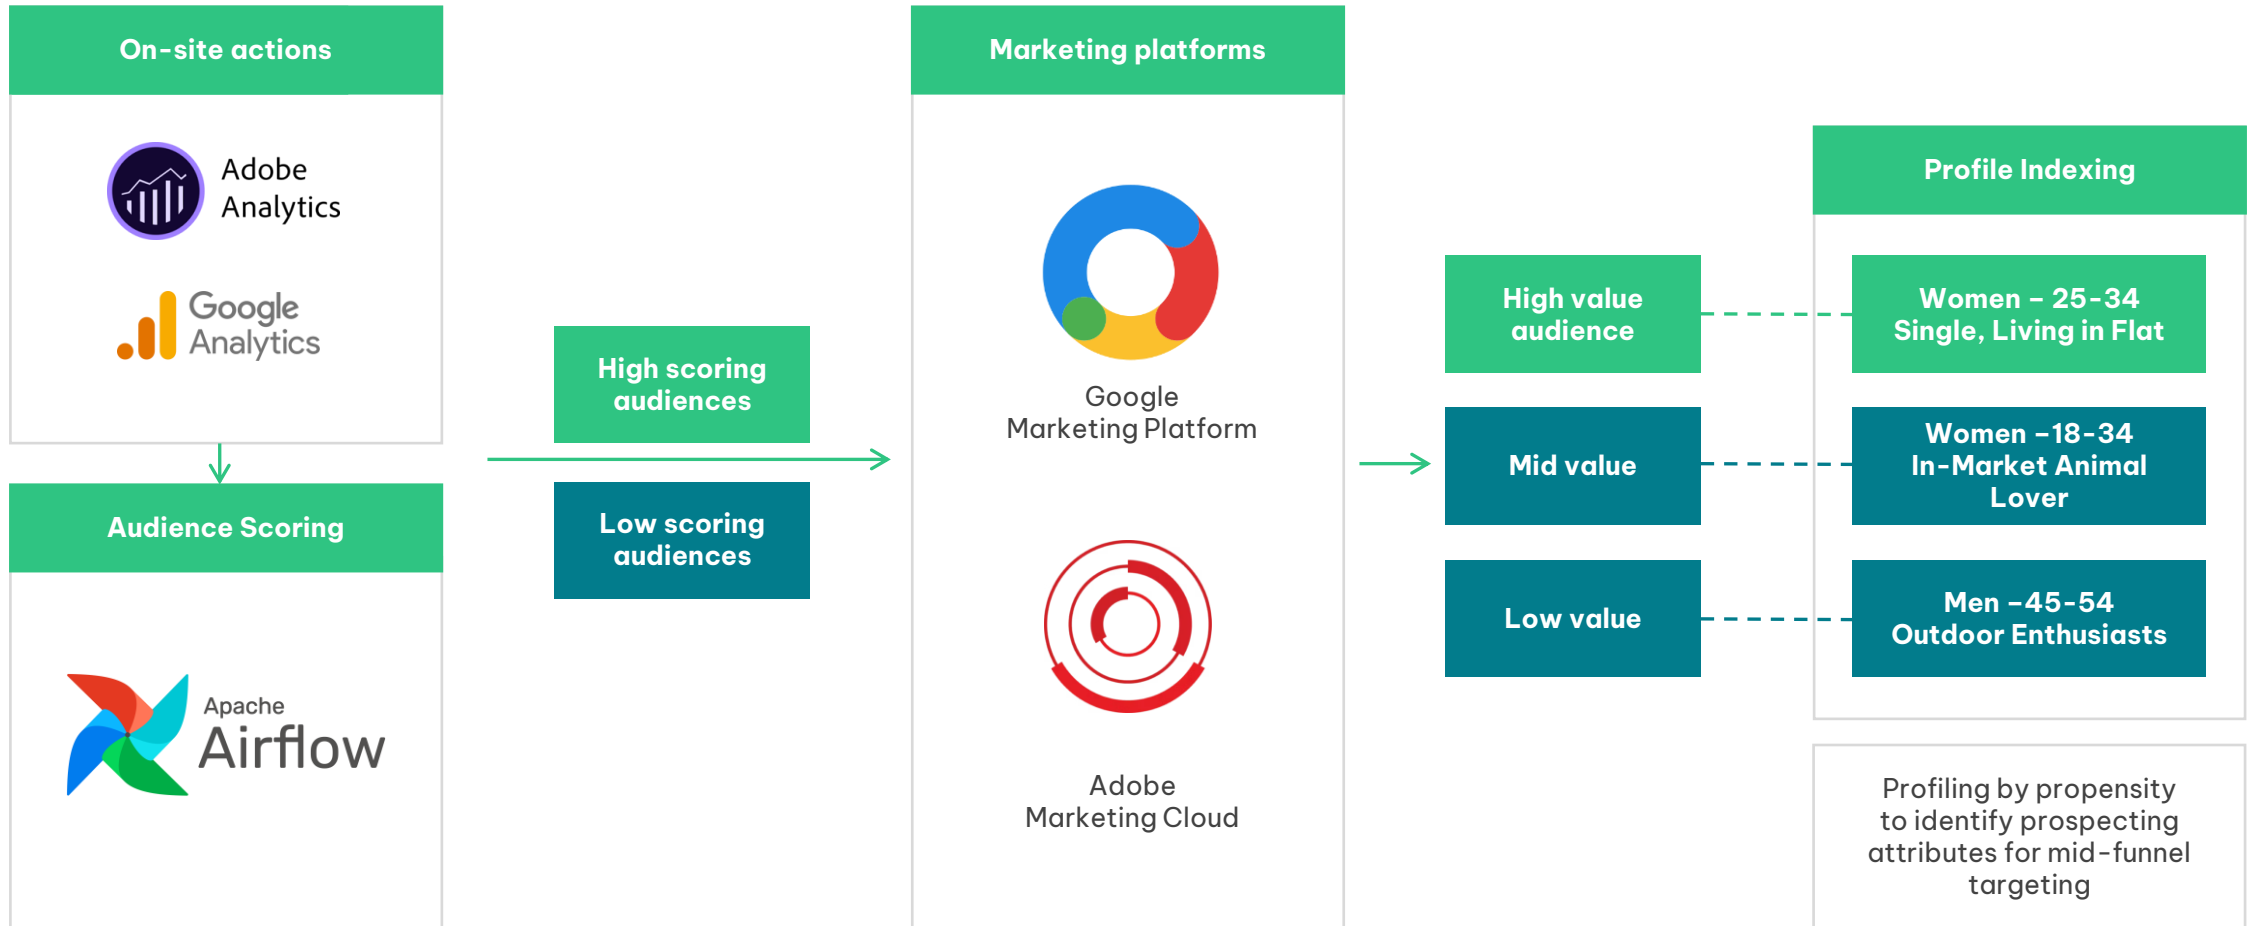 On-site actions
Adobe
Analytics
Google
Analytics
Audience Scoring
Apache
Airflow
High scoring
audiences
Low scoring
audiences
Marketing platforms
Google
Marketing Platform
Adobe
Marketing Cloud
High value
audience
Mid value
Low value
Profile Indexing
Women – 25-34
Single, Living in Flat
Women –18-34
In-Market Animal
Lover
Men –45-54
Outdoor Enthusiasts
Profiling by propensity
to identify prospecting
attributes for mid-funnel
targeting